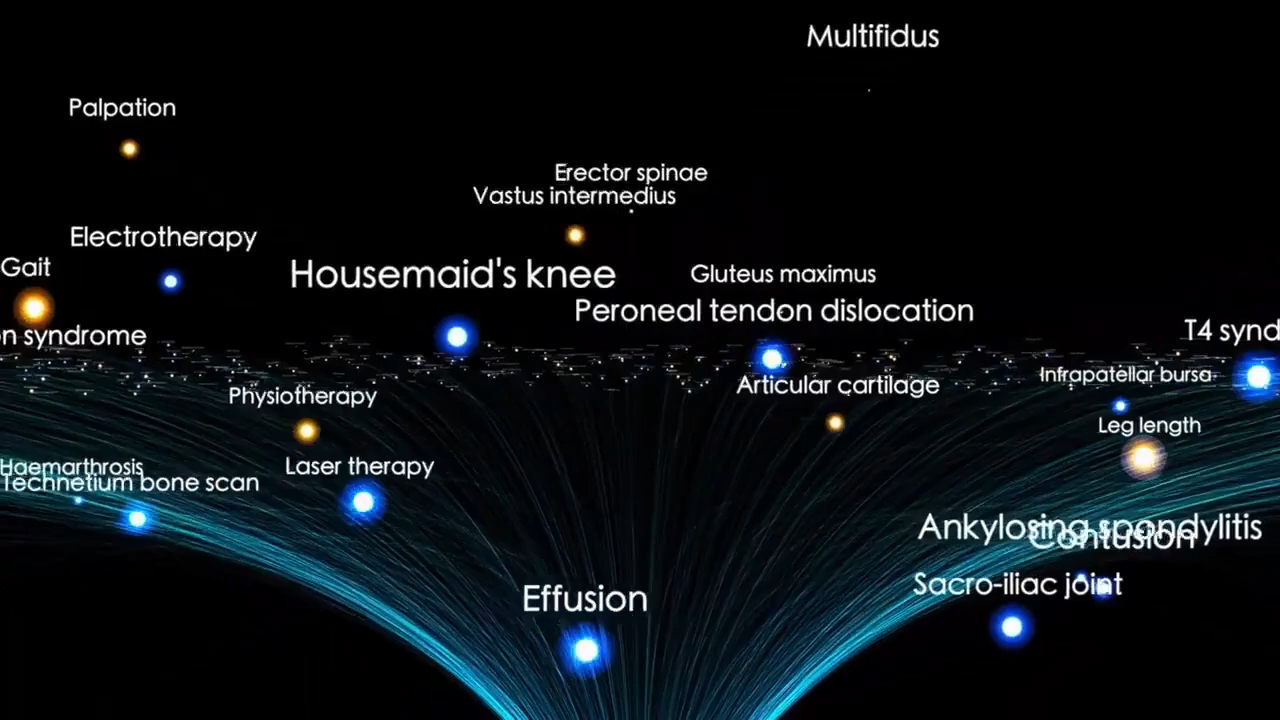 Multifidus
Palpation
Erector spinae
Vastus intermedius
Electrotherapy
Gait
Housemaid's knee
Gluteus maximus
Peroneal tendon dislocation
n syndrome
T4 synd
Infrapatellar bursa
Articular cartilage
Physiotherapy
Leg length
Haemarthrosis
Laser therapy
Technetium bone scan
Ankylosing spondylitis
Contusion
Sacro-iliac joint
Effusion